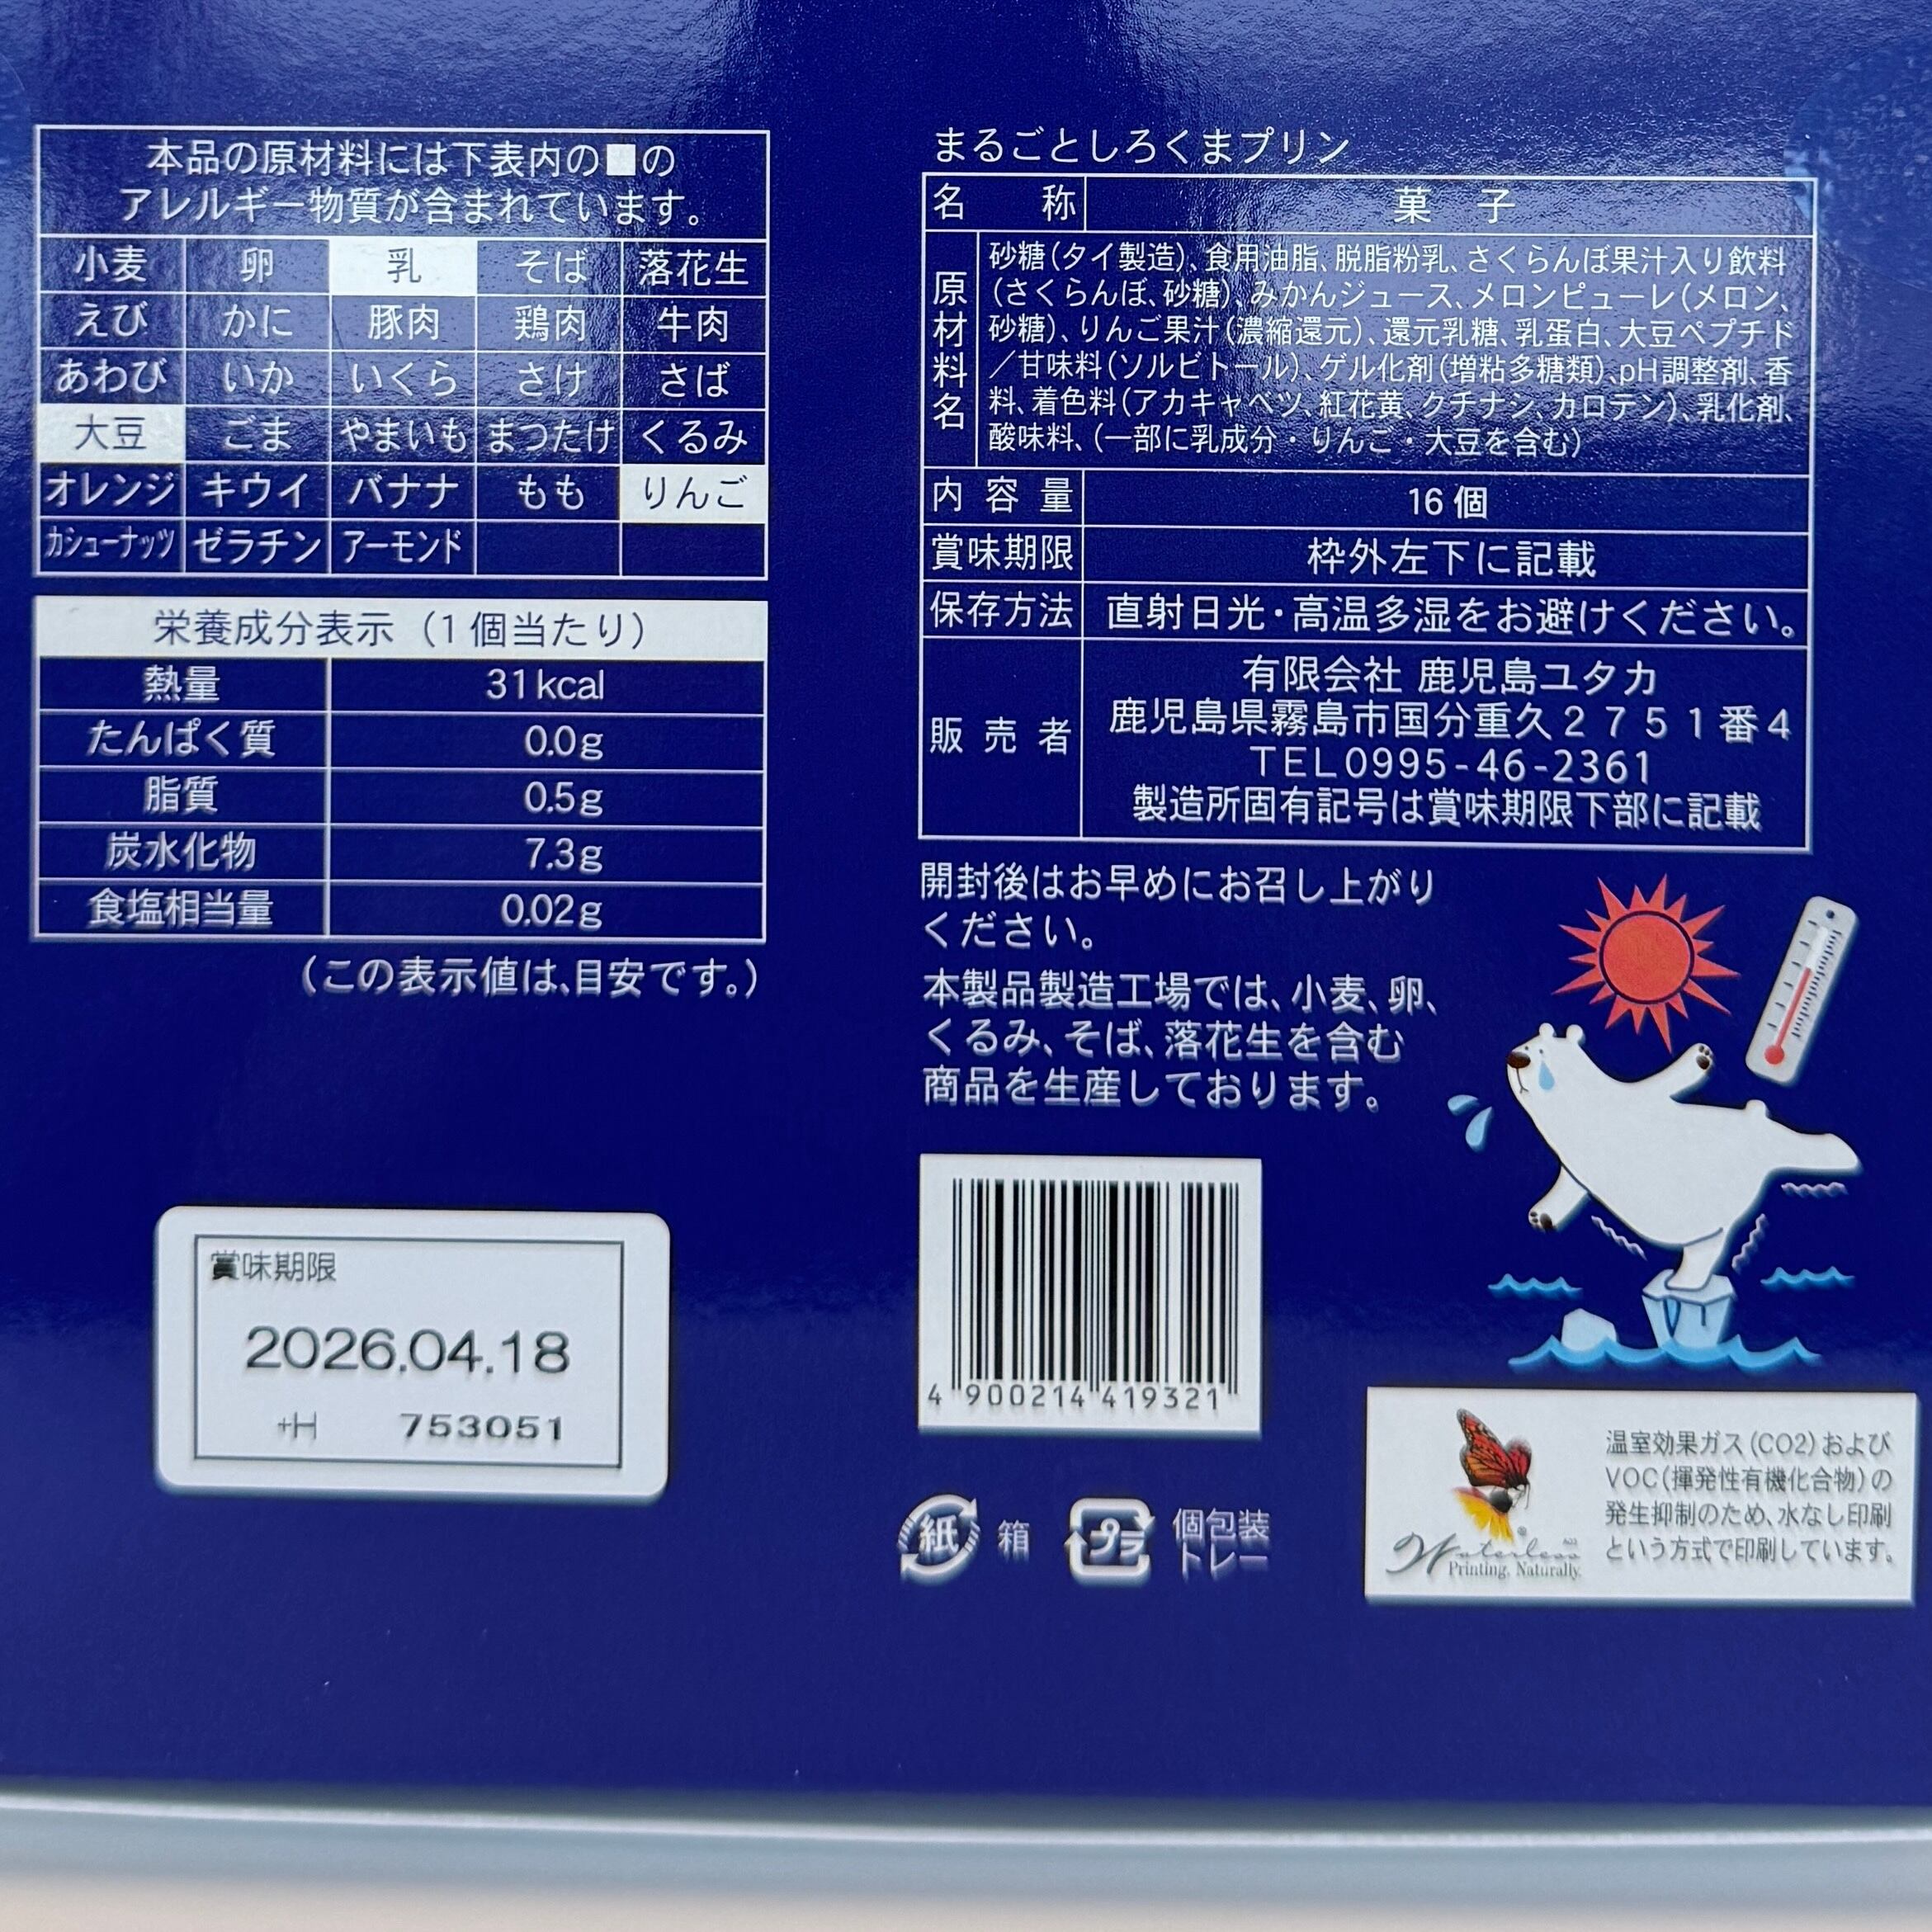 本品の原材料には下表内の■の
アレルギー物質が含まれています。
小麦 卵 乳 そば 落花生
えび かに 豚肉 鶏肉 牛肉
あわび いか いくら さけ さば
大豆 ごま やまいも まつたけ くるみ
オレンジ キウイ バナナ もも りんご
カシューナッツ ゼラチン アーモンド
栄養成分表示（1個当たり）
熱量 31kcal
たんぱく質 0.0g
脂質 0.5g
炭水化物 7.3g
食塩相当量 0.02g
（この表示値は、目安です。）
賞味期限
2026.04.18
+H 753051
まるごとしろくまプリン
名称 菓子
原材料名
砂糖（タイ製造）、食用油脂、脱脂粉乳、さくらんぼ果汁入り飲料
（さくらんぼ、砂糖）、みかんジュース、メロンピューレ（メロン、
砂糖）、りんご果汁（濃縮還元）、還元乳糖、乳蛋白、大豆ペプチド
／甘味料（ソルビトール）、ゲル化剤（増粘多糖類）、pH調整剤、香
料、着色料（アカキャベツ、紅花黄、クチナシ、カロテン）、乳化剤、
酸味料、（一部に乳成分・りんご・大豆を含む）
内容量 16個
賞味期限 枠外左下に記載
保存方法 直射日光・高温多湿をお避けください。
販売者
有限会社 鹿児島ユタカ
鹿児島県霧島市国分重久２７５１番４
TEL0995-46-2361
製造所固有記号は賞味期限下部に記載
開封後はお早めにお召し上がり
ください。
本製品製造工場では、小麦、卵、
くるみ、そば、落花生を含む
商品を生産しております。
4 900214 419321
紙 箱 プラ 個包装
トレー
温室効果ガス（CO2）および
VOC（揮発性有機化合物）の
発生抑制のため、水なし印刷
という方式で印刷しています。
Waterless
Printing, Naturally.